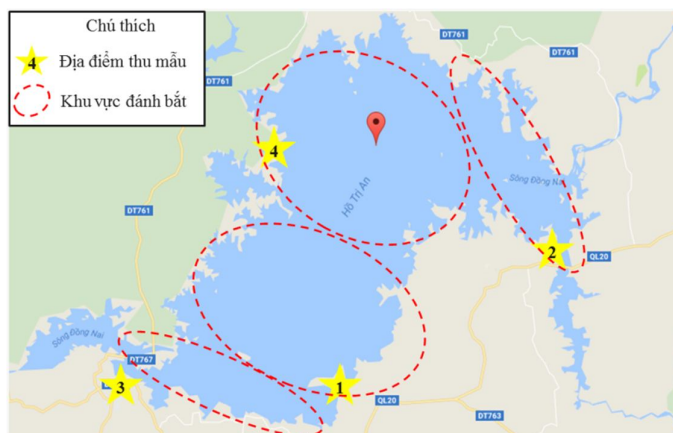 Chú thích
4 Địa điểm thu mẫu
Khu vực đánh bắt
DT761
DT761
DT761
4
Hồ Trị An
Sông Đồng Nai
DT761
2
QL20
Sông Đồng Nai
DT767
3
1
QL20
DT763